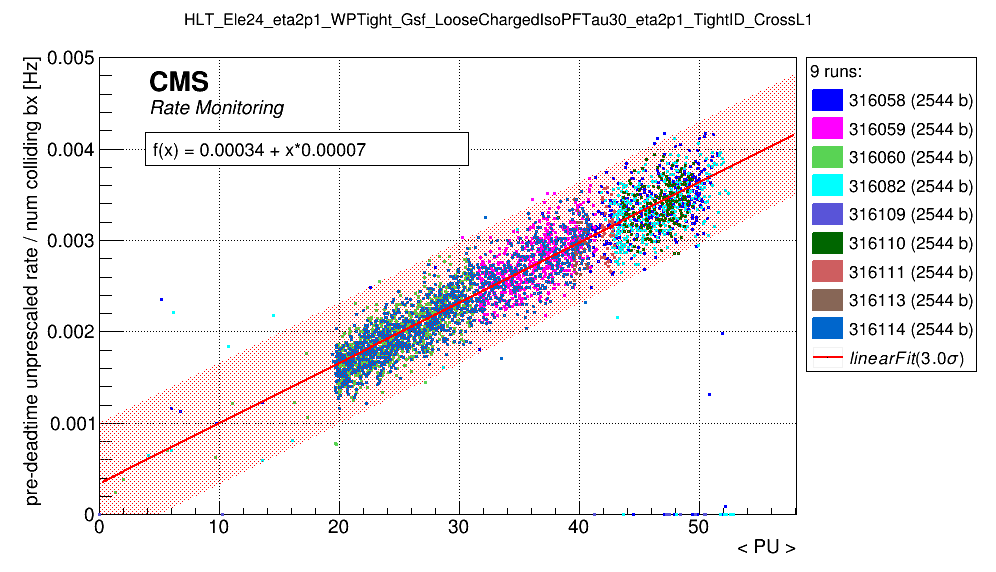 HLT_Ele24_eta2p1_WPTight_Gsf_LooseChargedIsoPFTau30_eta2p1_TightID_CrossL1
pre-deadtime unprescaled rate / num colliding bx [Hz]
0.005
0.004
0.003
0.002
0.001
0
CMS
Rate Monitoring
f(x) = 0.00034 + x*0.00007
0 10 20 30 40 50
< PU >
9 runs:
316058 (2544 b)
316059 (2544 b)
316060 (2544 b)
316082 (2544 b)
316109 (2544 b)
316110 (2544 b)
316111 (2544 b)
316113 (2544 b)
316114 (2544 b)
linearFit(3.0σ)